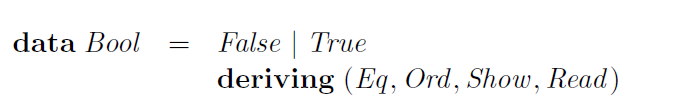 data Bool = False | True
deriving (Eq, Ord, Show, Read)